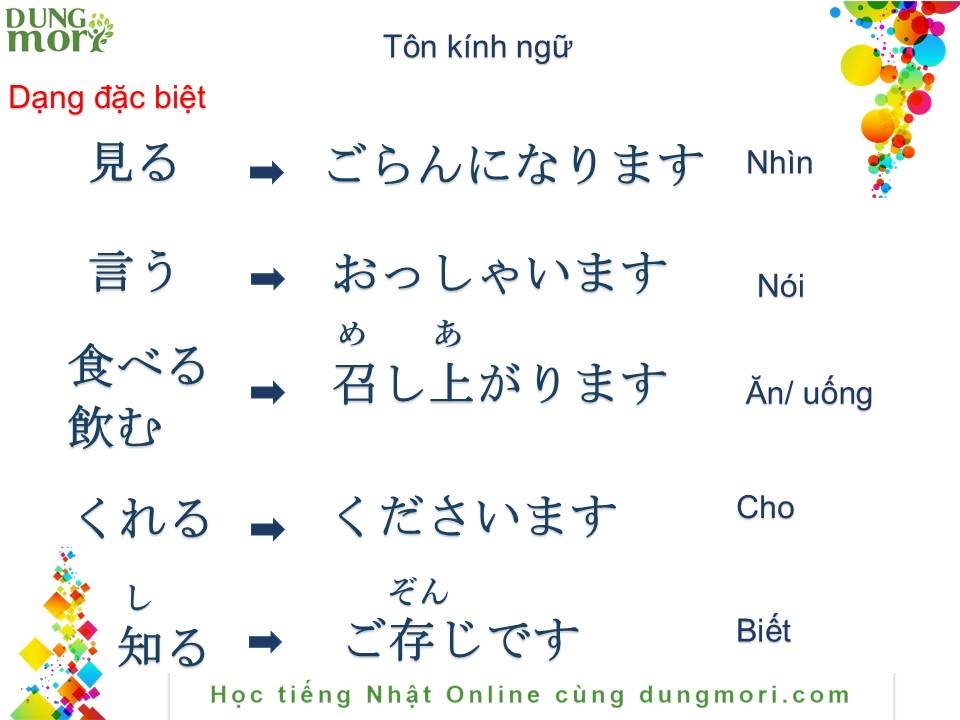 DUNG
mori
Tôn kính ngữ
Dạng đặc biệt
見る ➡ ごらんになります Nhìn
言う ➡ おっしゃいます Nói
め あ
食べる
飲む ➡ 召し上がります Ăn/ uống
くれる ➡ くださいます Cho
し ぞん
知る ➡ ご存じです Biết
Học tiếng Nhật Online cùng dungmori.com